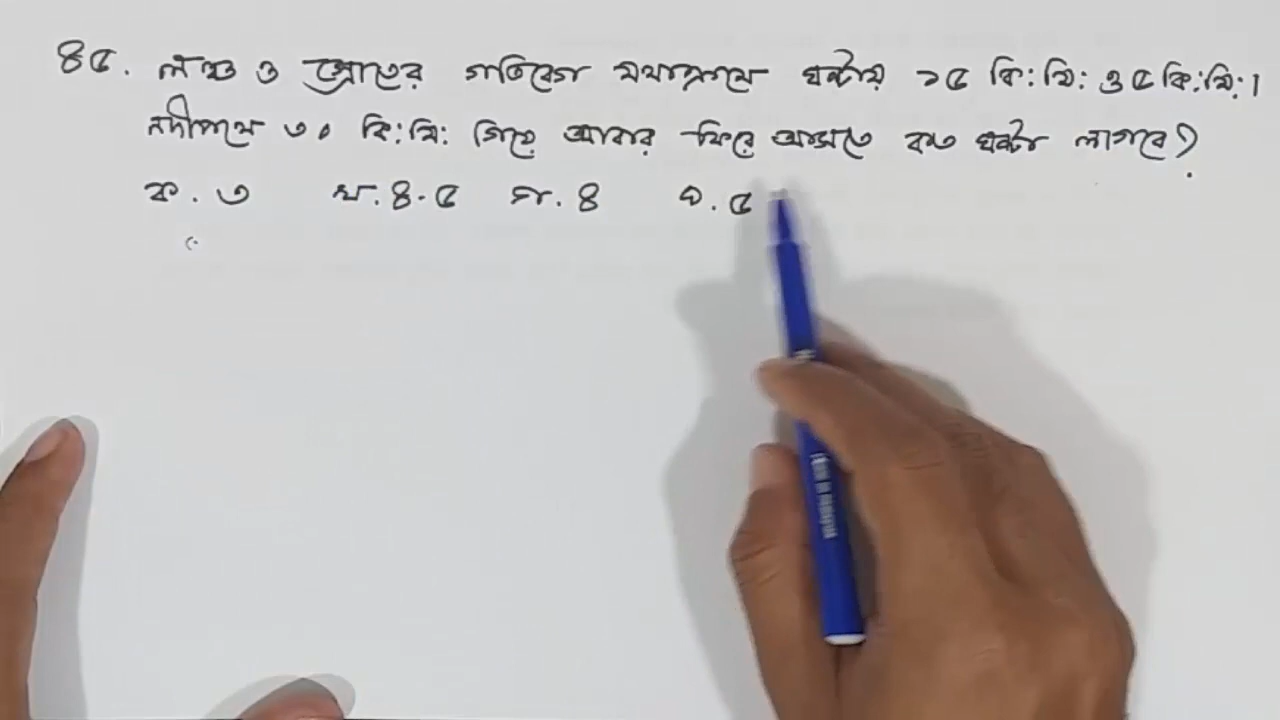 ৪৫. লঞ্চ ও স্রোতের গতিবেগ যথাক্রমে ঘন্টায় ১৫ কি:মি: ও ৫ কি:মি:।
নদীপথে ৩০ কি:মি: গিয়ে আবার ফিরে আসতে কত ঘন্টা লাগবে?
ক. ৩ খ. ৪.৫ গ. ৪ ঘ. ৫